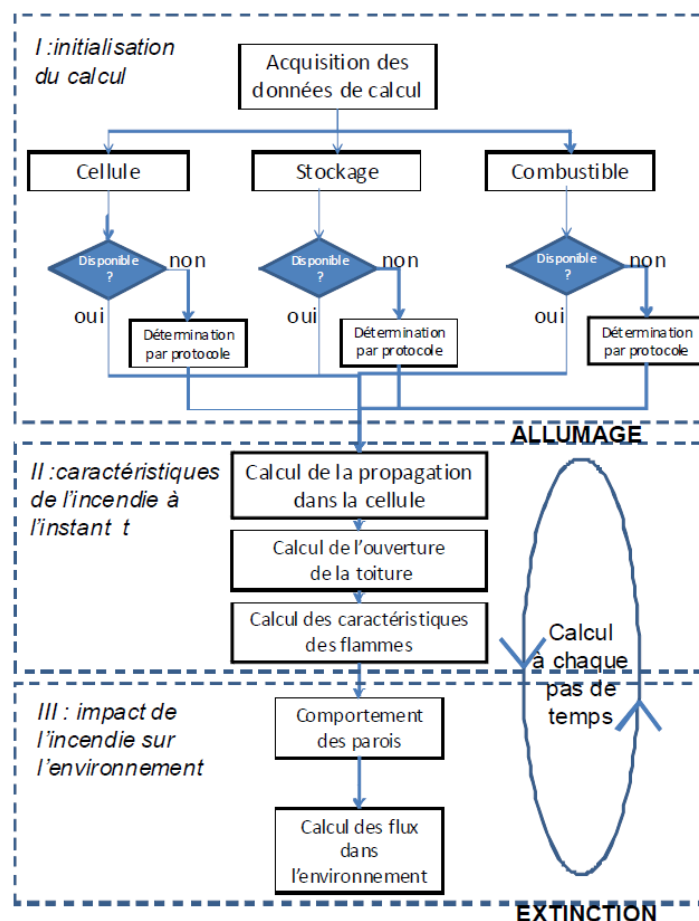 I :initialisation
du calcul
Acquisition des
données de calcul
Cellule
Stockage
Combustible
Disponible
?
non
oui
Disponible
?
non
oui
Disponible
?
non
oui
Détermination
par protocole
Détermination
par protocole
Détermination
par protocole
ALLUMAGE
II :caractéristiques
de l'incendie à
l'instant t
Calcul de la propagation
dans la cellule
Calcul de l'ouverture
de la toiture
Calcul des caractéristiques
des flammes
Calcul
à chaque
pas de
temps
III : impact de
l'incendie sur
l'environnement
Comportement
des parois
Calcul des flux
dans
l'environnement
EXTINCTION